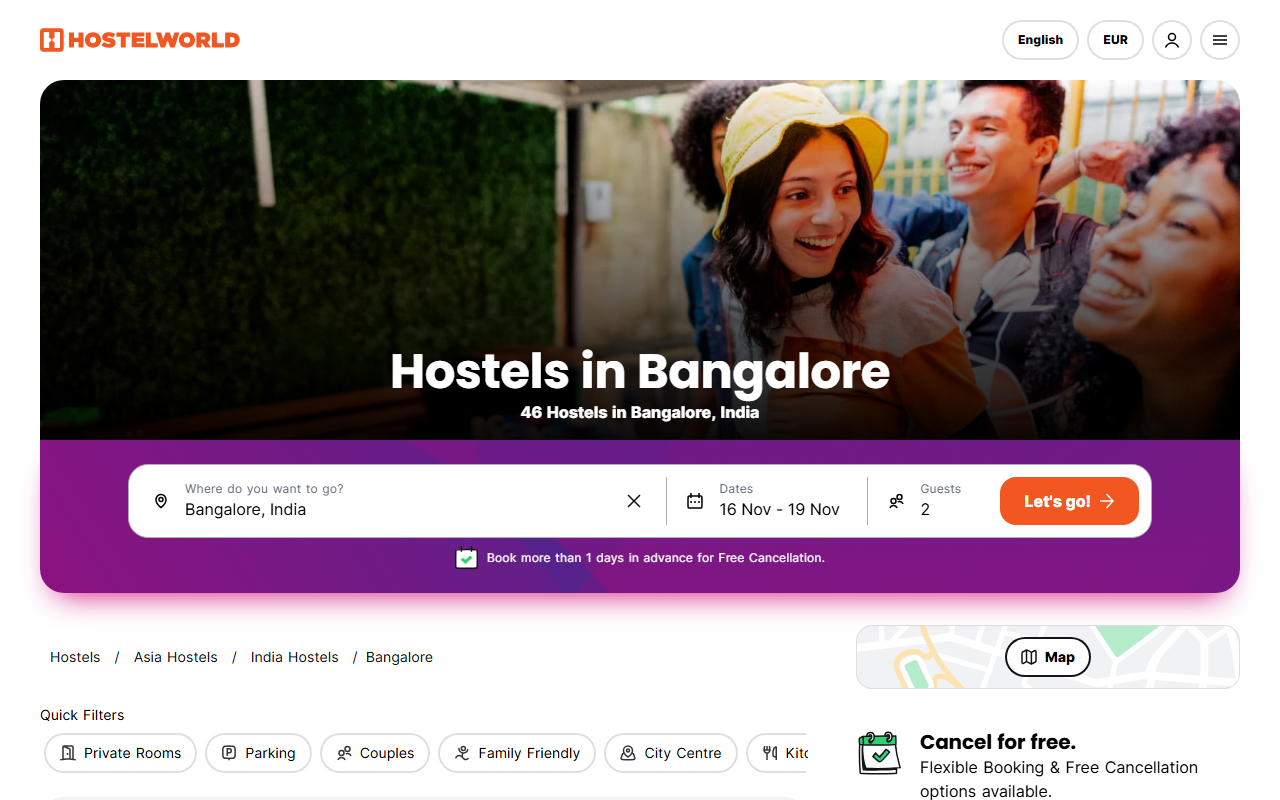 HOSTELWORLD
English
EUR
Hostels in Bangalore
46 Hostels in Bangalore, India
Where do you want to go?
Bangalore, India
Dates
16 Nov - 19 Nov
Guests
2
Let's go!
Book more than 1 days in advance for Free Cancellation.
Hostels / Asia Hostels / India Hostels / Bangalore
Map
Quick Filters
Private Rooms
Parking
Couples
Family Friendly
City Centre
Cancel for free.
Flexible Booking & Free Cancellation
options available.